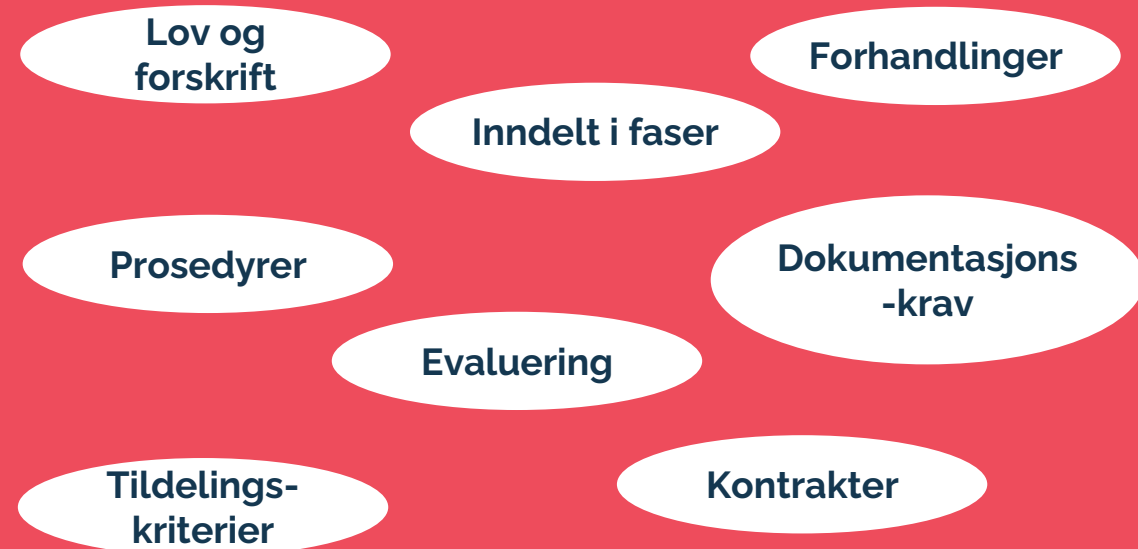 Lov og
forskrift
Forhandlinger
Inndelt i faser
Prosedyrer
Dokumentasjons
-krav
Evaluering
Tildelings-
kriterier
Kontrakter